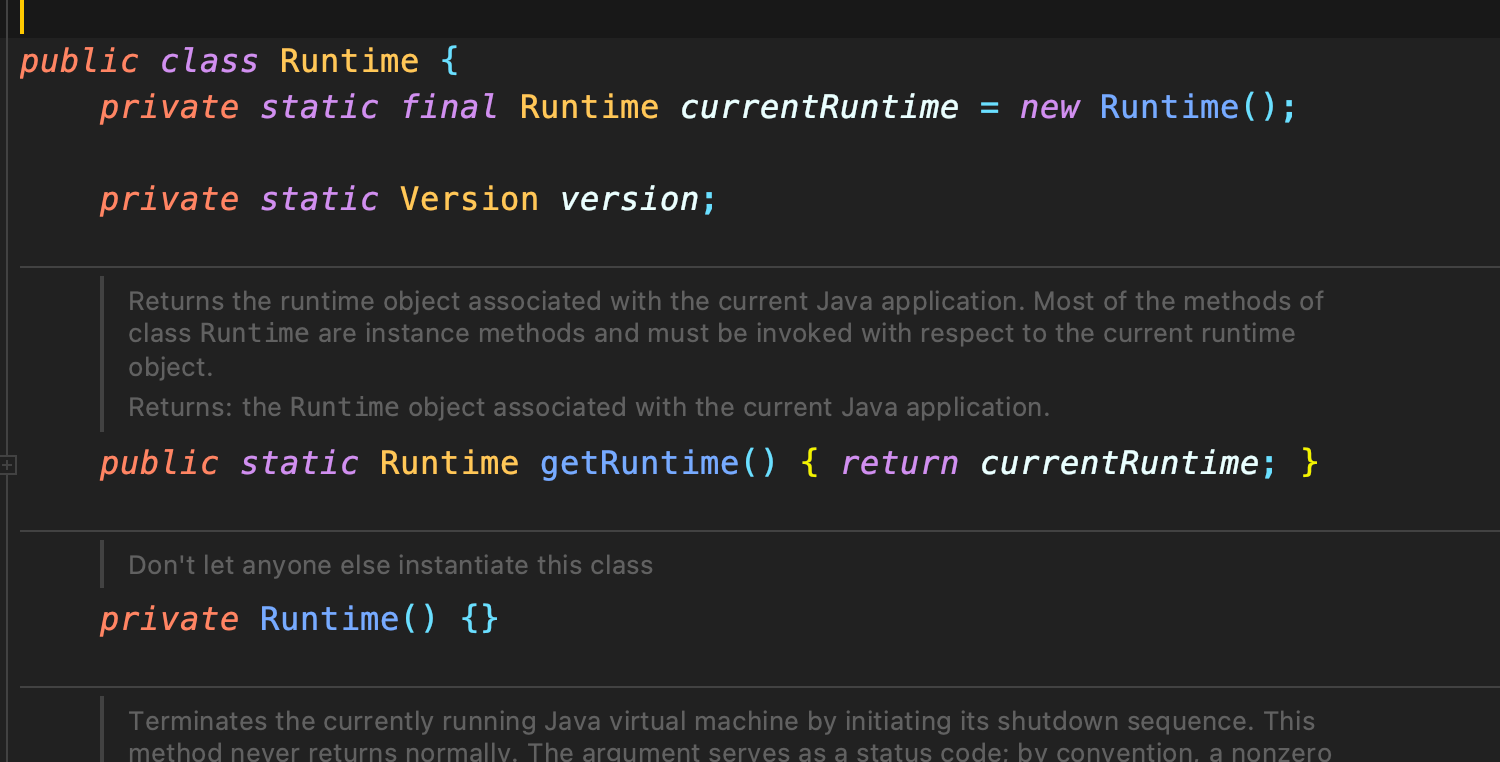 public class Runtime {
private static final Runtime currentRuntime = new Runtime();
private static Version version;
Returns the runtime object associated with the current Java application. Most of the methods of
class Runtime are instance methods and must be invoked with respect to the current runtime
object.
Returns: the Runtime object associated with the current Java application.
public static Runtime getRuntime() { return currentRuntime; }
Don't let anyone else instantiate this class
private Runtime() {}
Terminates the currently running Java virtual machine by initiating its shutdown sequence. This
method never returns normally. The argument serves as a status code; by convention, a nonzero